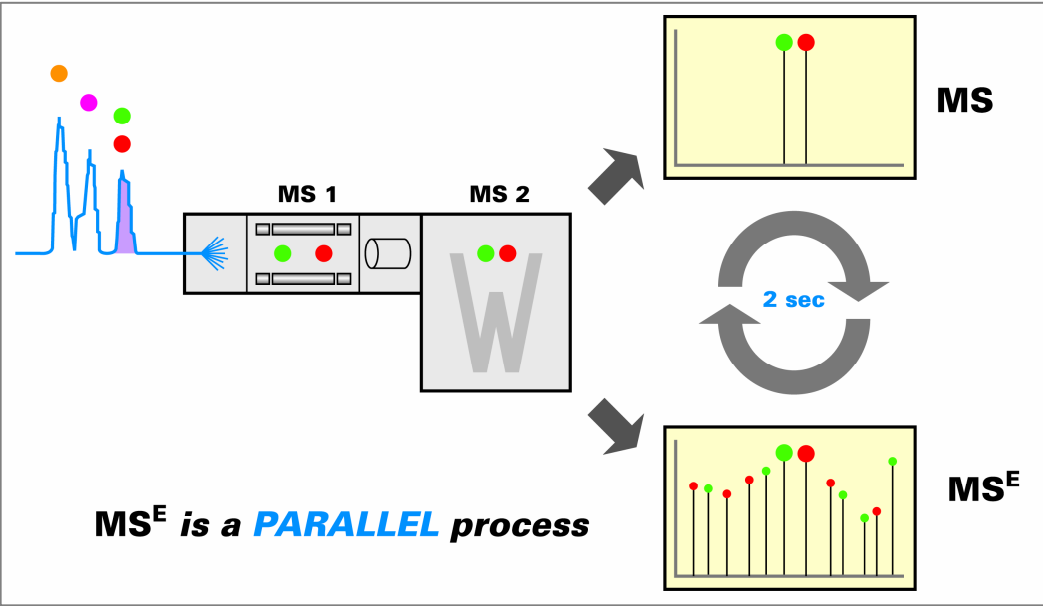 MS
MS 1
MS 2
2 sec
MSᴱ
MSᴱ is a PARALLEL process